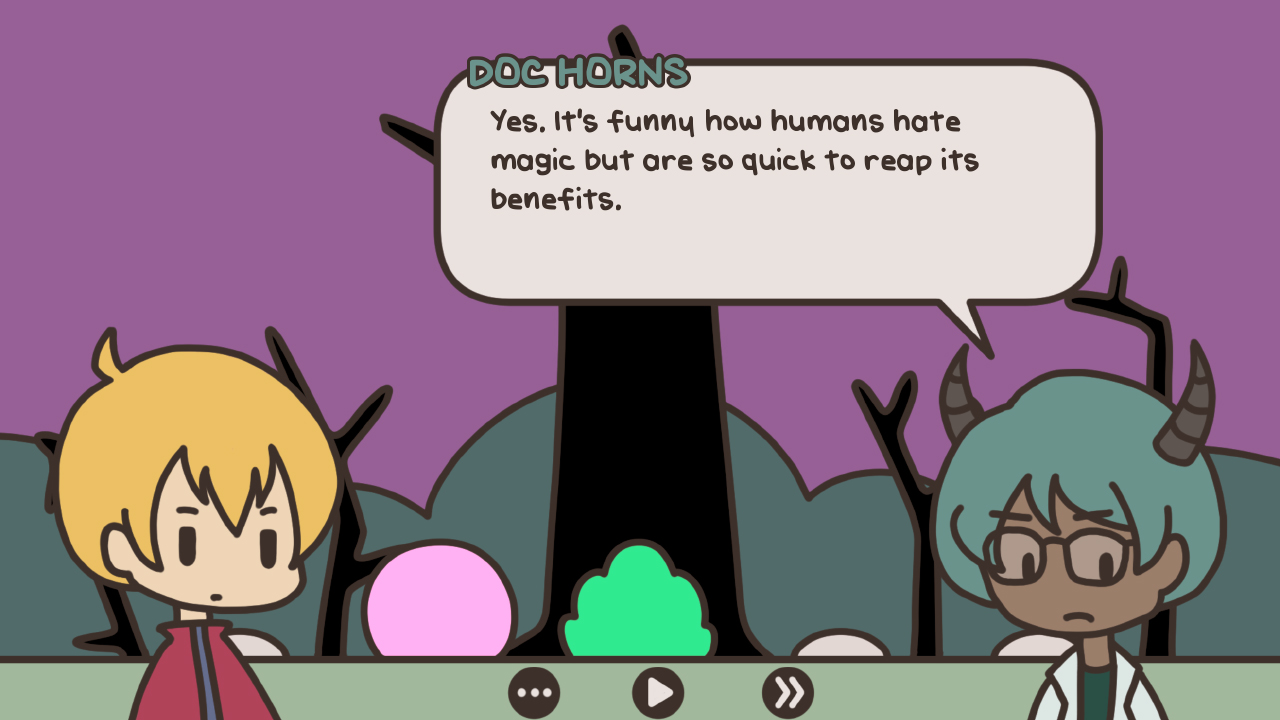 DOC HORNS
Yes. It's funny how humans hate
magic but are so quick to reap its
benefits.